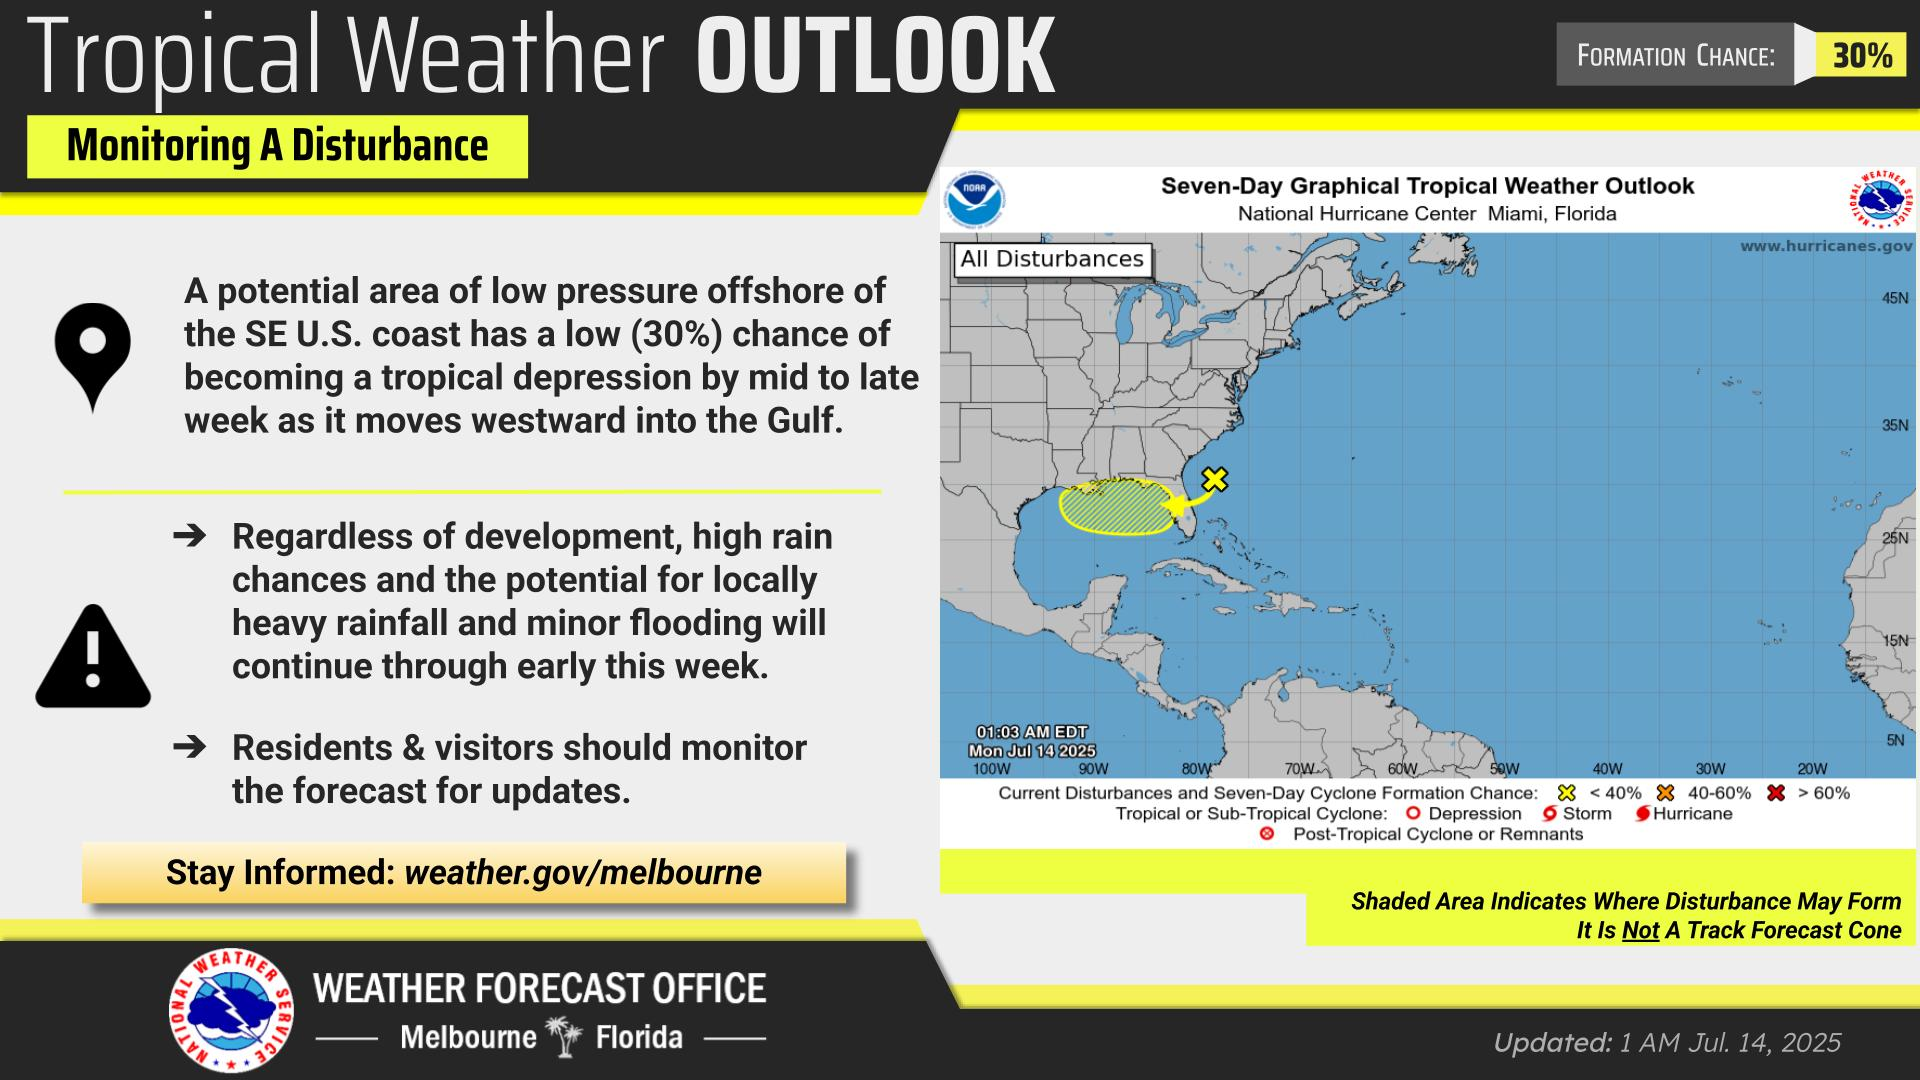 Tropical Weather OUTLOOK
FORMATION CHANCE:
30%
Monitoring A Disturbance
A potential area of low pressure offshore of
the SE U.S. coast has a low (30%) chance of
becoming a tropical depression by mid to late
week as it moves westward into the Gulf.
➔ Regardless of development, high rain
chances and the potential for locally
heavy rainfall and minor flooding will
continue through early this week.
➔ Residents & visitors should monitor
the forecast for updates.
Stay Informed: weather.gov/melbourne
NATIONAL WEATHER SERVICE
WEATHER FORECAST OFFICE
Melbourne Florida
NOAA
Seven-Day Graphical Tropical Weather Outlook
National Hurricane Center Miami, Florida
NATIONAL WEATHER SERVICE
All Disturbances
www.hurricanes.gov
45N
35N
25N
15N
5N
01:03 AM EDT
Mon Jul 14 2025
100W 90W 80W 70W 60W 50W 40W 30W 20W
Current Disturbances and Seven-Day Cyclone Formation Chance: < 40% 40-60% > 60%
Tropical or Sub-Tropical Cyclone: Depression Storm Hurricane
Post-Tropical Cyclone or Remnants
Shaded Area Indicates Where Disturbance May Form
It Is Not A Track Forecast Cone
Updated: 1 AM Jul. 14, 2025